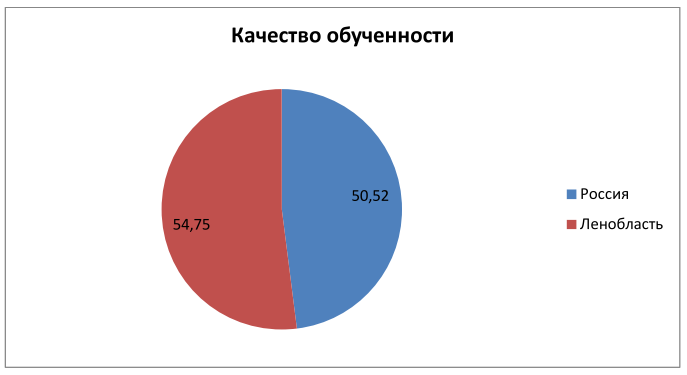 Качество обученности
50,52
54,75
Россия
Ленобласть